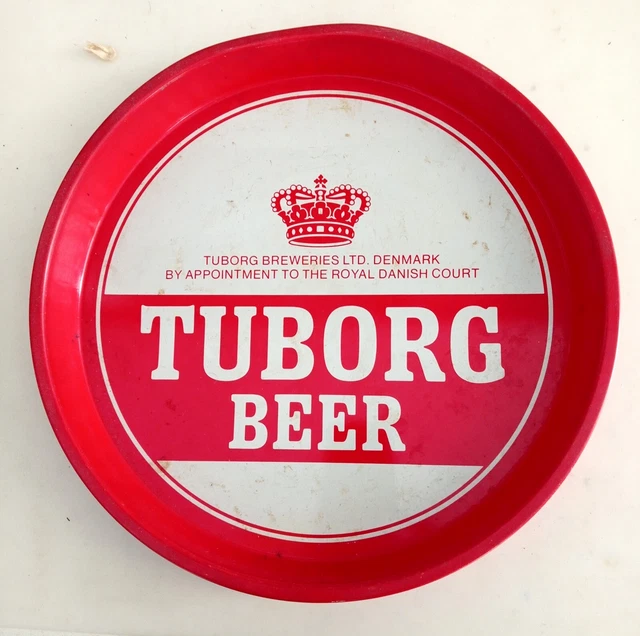 TUBORG BREWERIES LTD. DENMARK
BY APPOINTMENT TO THE ROYAL DANISH COURT
TUBORG
BEER